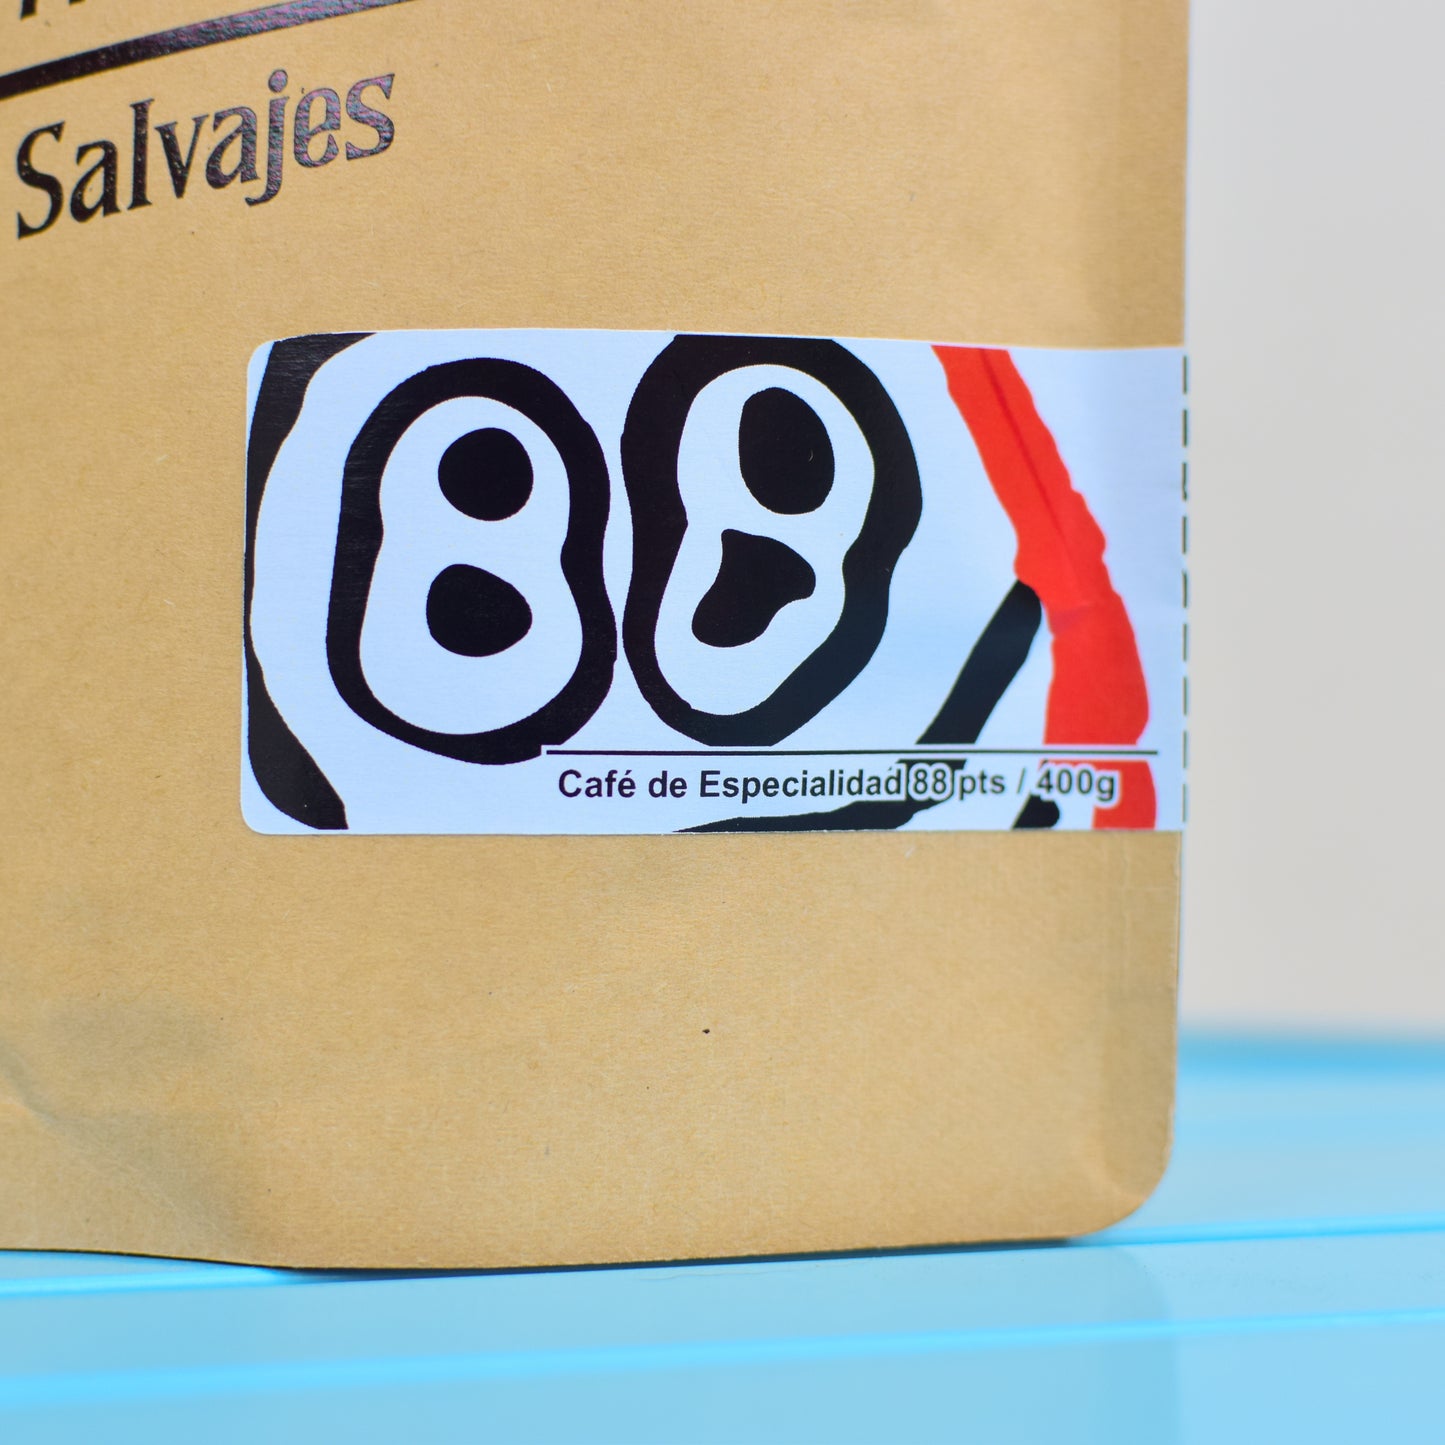 Salvajes
88
Café de Especialidad 88 pts / 400g